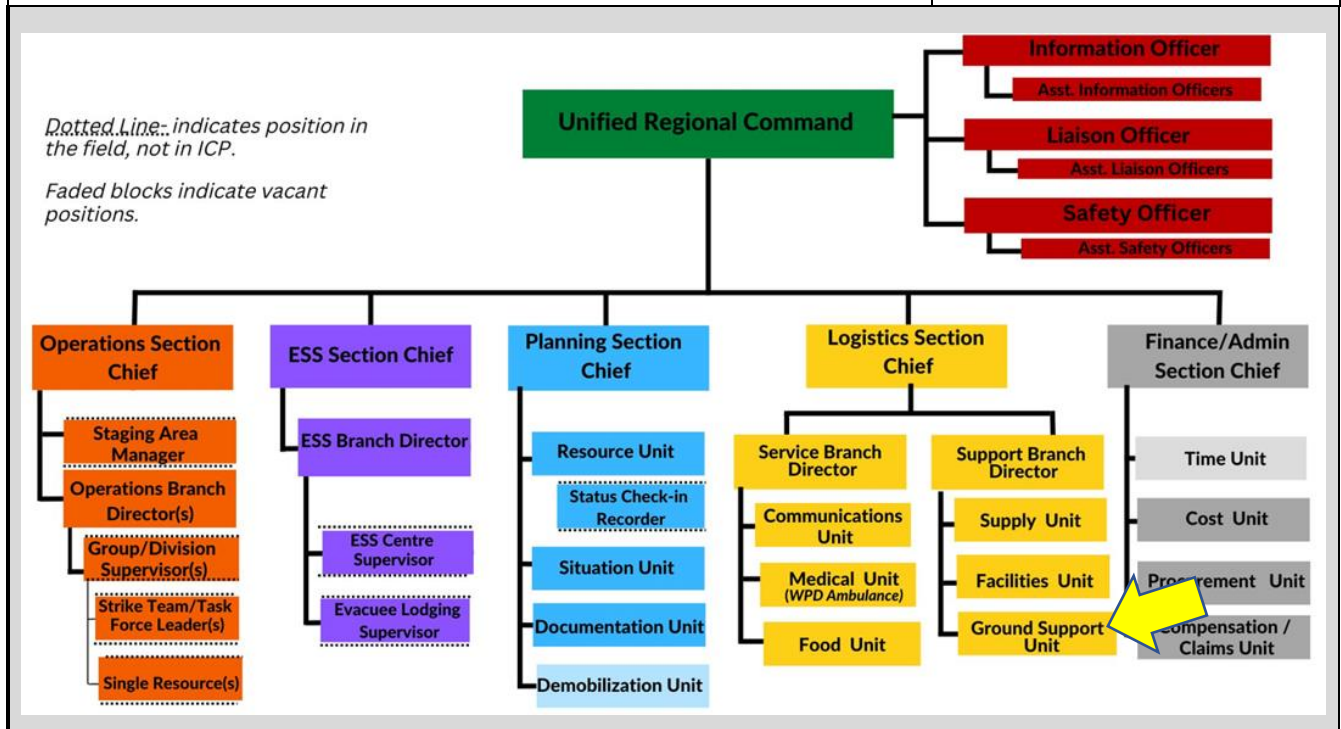 Dotted Line- indicates position in
the field, not in ICP.
Faded blocks indicate vacant
positions.
Unified Regional Command
Information Officer
Asst. Information Officers
Liaison Officer
Asst. Liaison Officers
Safety Officer
Asst. Safety Officers
Operations Section
Chief
Staging Area
Manager
Operations Branch
Director(s)
Group/Division
Supervisor(s)
Strike Team/Task
Force Leader(s)
Single Resource(s)
ESS Section Chief
ESS Branch Director
ESS Centre
Supervisor
Evacuee Lodging
Supervisor
Planning Section
Chief
Resource Unit
Status Check-in
Recorder
Situation Unit
Documentation Unit
Demobilization Unit
Logistics Section
Chief
Service Branch
Director
Communications
Unit
Medical Unit
(WPD Ambulance)
Food Unit
Support Branch
Director
Supply Unit
Facilities Unit
Ground Support
Unit
Finance/Admin
Section Chief
Time Unit
Cost Unit
Procurement Unit
Compensation /
Claims Unit